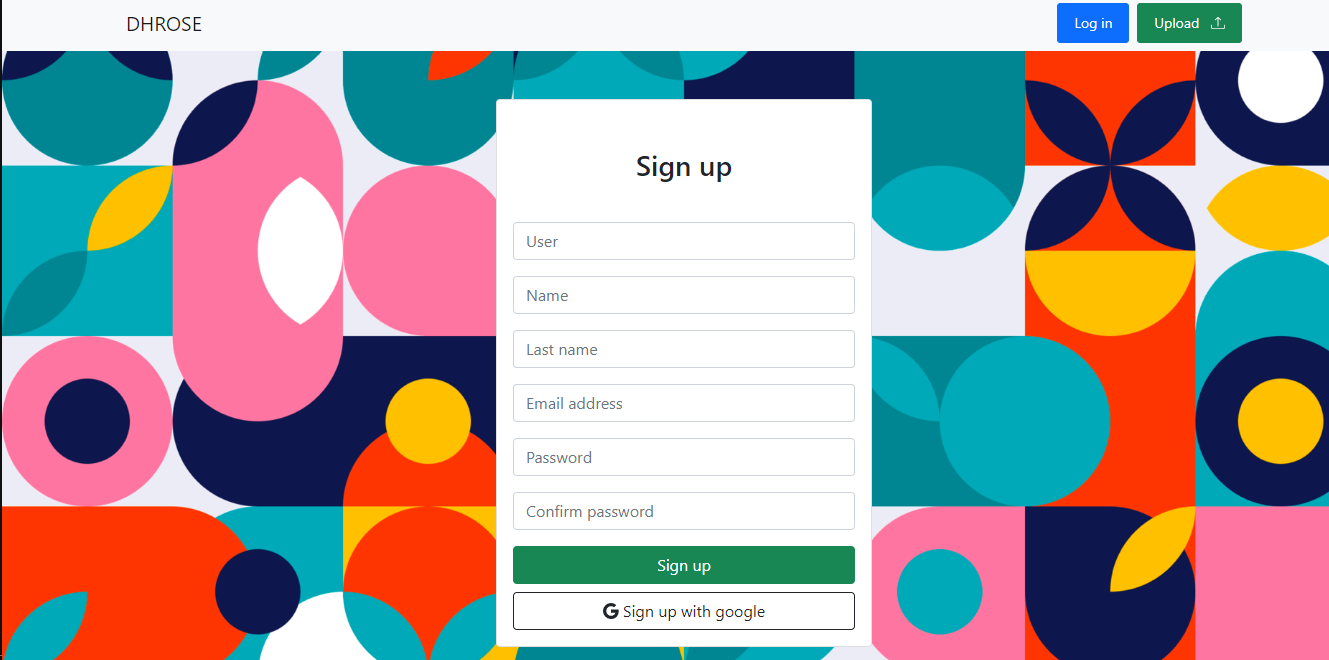 DHROSE
Log in
Upload
Sign up
User
Name
Last name
Email address
Password
Confirm password
Sign up
Sign up with google